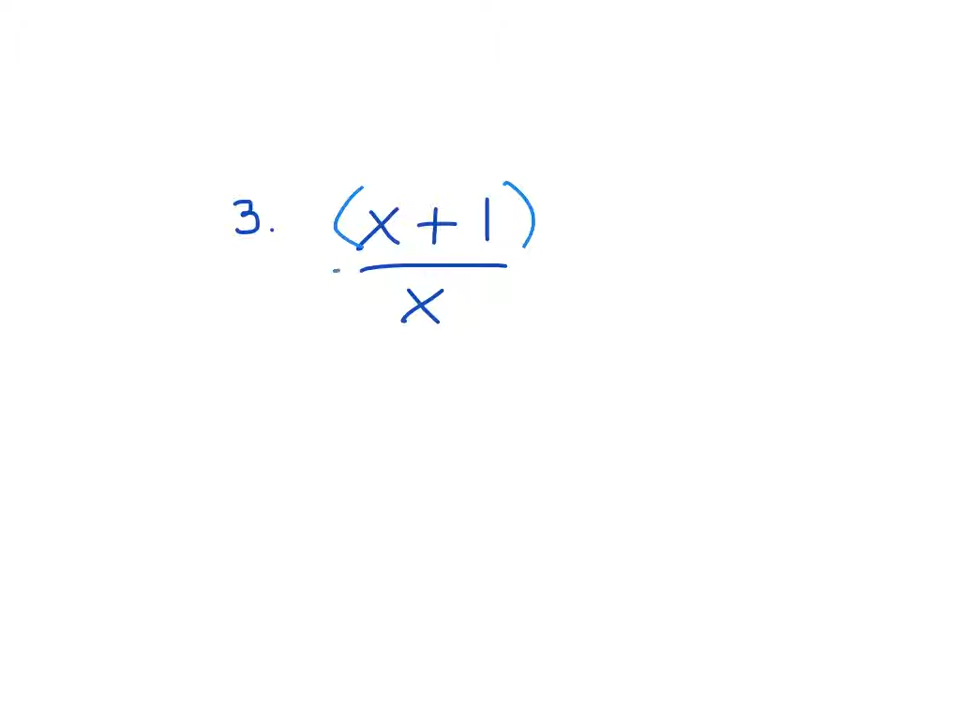 3. (x + 1)
x